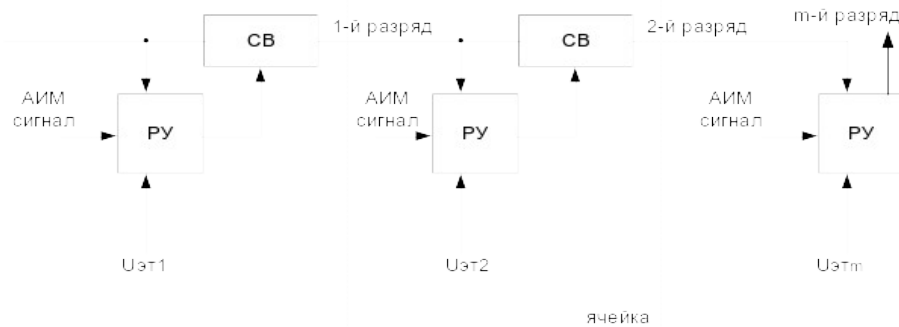 СВ
1-й разряд
СВ
2-й разряд
m-й разряд
АИМ
сигнал
РУ
АИМ
сигнал
РУ
АИМ
сигнал
РУ
Uэт1
Uэт2
Uэтm
ячейка